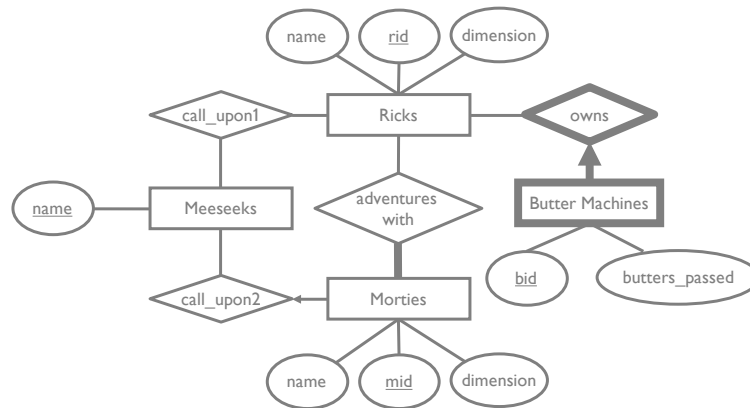 name
rid
dimension
call_upon1
Ricks
owns
name
Meeseeks
adventures
with
Butter Machines
call_upon2
Morties
bid
butters_passed
name
mid
dimension